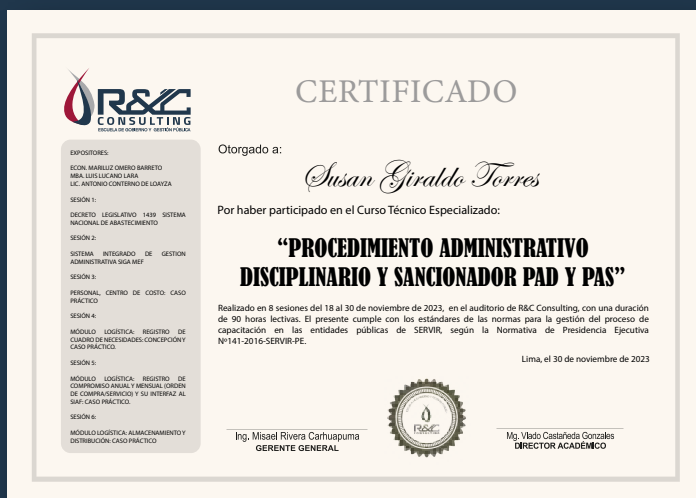 R&C
CONSULTING
ESCUELA DE GOBIERNO Y GESTIÓN PÚBLICA
CERTIFICADO
EXPOSITORES:
ECON. MARILUZ OMERO BARRETO
MBA. LUIS LUCANO LARA
LIC. ANTONIO CONTERNO DE LOAYZA
SESIÓN 1:
DECRETO LEGISLATIVO 1439 SISTEMA
NACIONAL DE ABASTECIMIENTO
SESIÓN 2:
SISTEMA INTEGRADO DE GESTION
ADMINISTRATIVA SIGA MEF
SESIÓN 3:
PERSONAL, CENTRO DE COSTO: CASO
PRÁCTICO
SESIÓN 4:
MÓDULO LOGÍSTICA: REGISTRO DE
CUADRO DE NECESIDADES: CONCEPCIÓN Y
CASO PRÁCTICO.
SESIÓN 5:
MÓDULO LOGÍSTICA: REGISTRO DE
COMPROMISO ANUAL Y MENSUAL (ORDEN
DE COMPRA/SERVICIO) Y SU INTERFAZ AL
SIAF: CASO PRÁCTICO.
SESIÓN 6:
MÓDULO LOGÍSTICA: ALMACENAMIENTO Y
DISTRIBUCIÓN: CASO PRÁCTICO
Otorgado a:
Susan Giraldo Torres
Por haber participado en el Curso Técnico Especializado:
“PROCEDIMIENTO ADMINISTRATIVO
DISCIPLINARIO Y SANCIONADOR PAD Y PAS”
Realizado en 8 sesiones del 18 al 30 de noviembre de 2023, en el auditorio de R&C Consulting, con una duración
de 90 horas lectivas. El presente cumple con los estándares de las normas para la gestión del proceso de
capacitación en las entidades públicas de SERVIR, según la Normativa de Presidencia Ejecutiva
Nº141-2016-SERVIR-PE.
Lima, el 30 de noviembre de 2023
R&C
Ing. Misael Rivera Carhuapuma
GERENTE GENERAL
Mg. Vlado Castañeda Gonzales
DIRECTOR ACADÉMICO